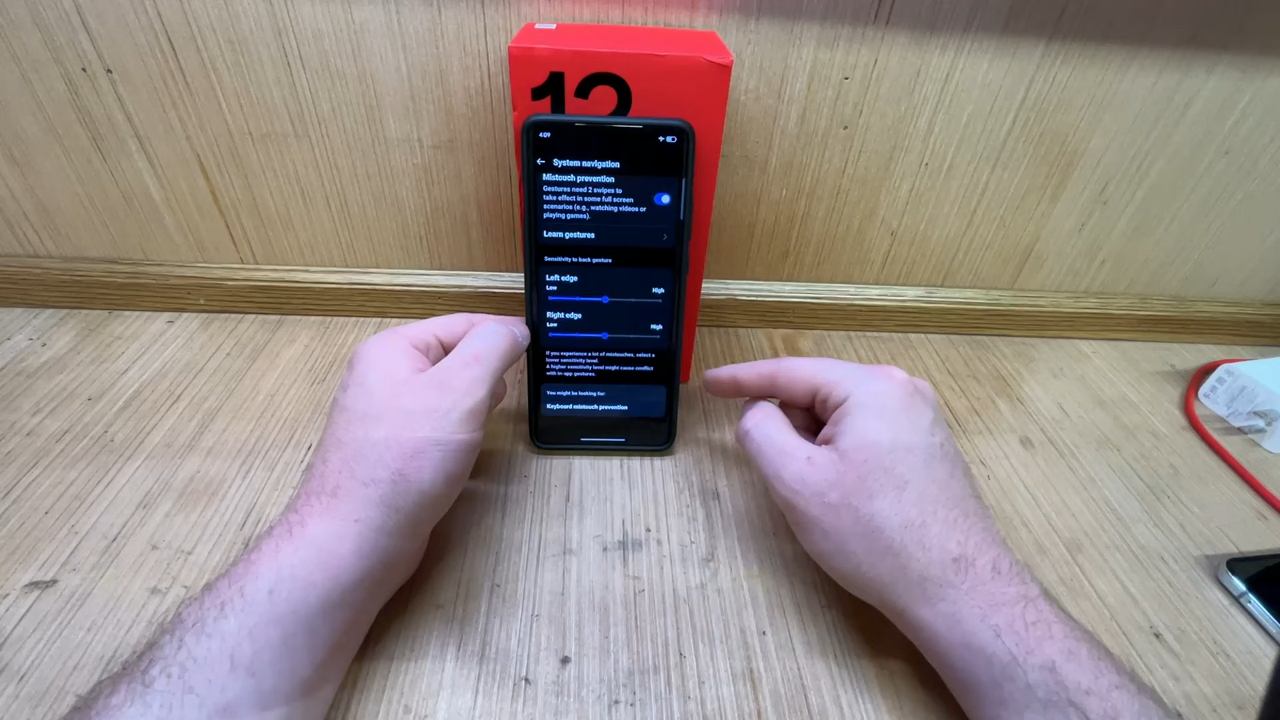 12
4:09
System navigation
Mistouch prevention
Gestures need 2 swipes to
take effect in some full screen
scenarios (e.g., watching videos or
playing games).
Learn gestures
Sensitivity to back gesture
Left edge
Low High
Right edge
Low High
If you experience a lot of mistouches, select a
lower sensitivity level.
A higher sensitivity level might cause conflict
with in-app gestures.
You might be looking for:
Keyboard mistouch prevention